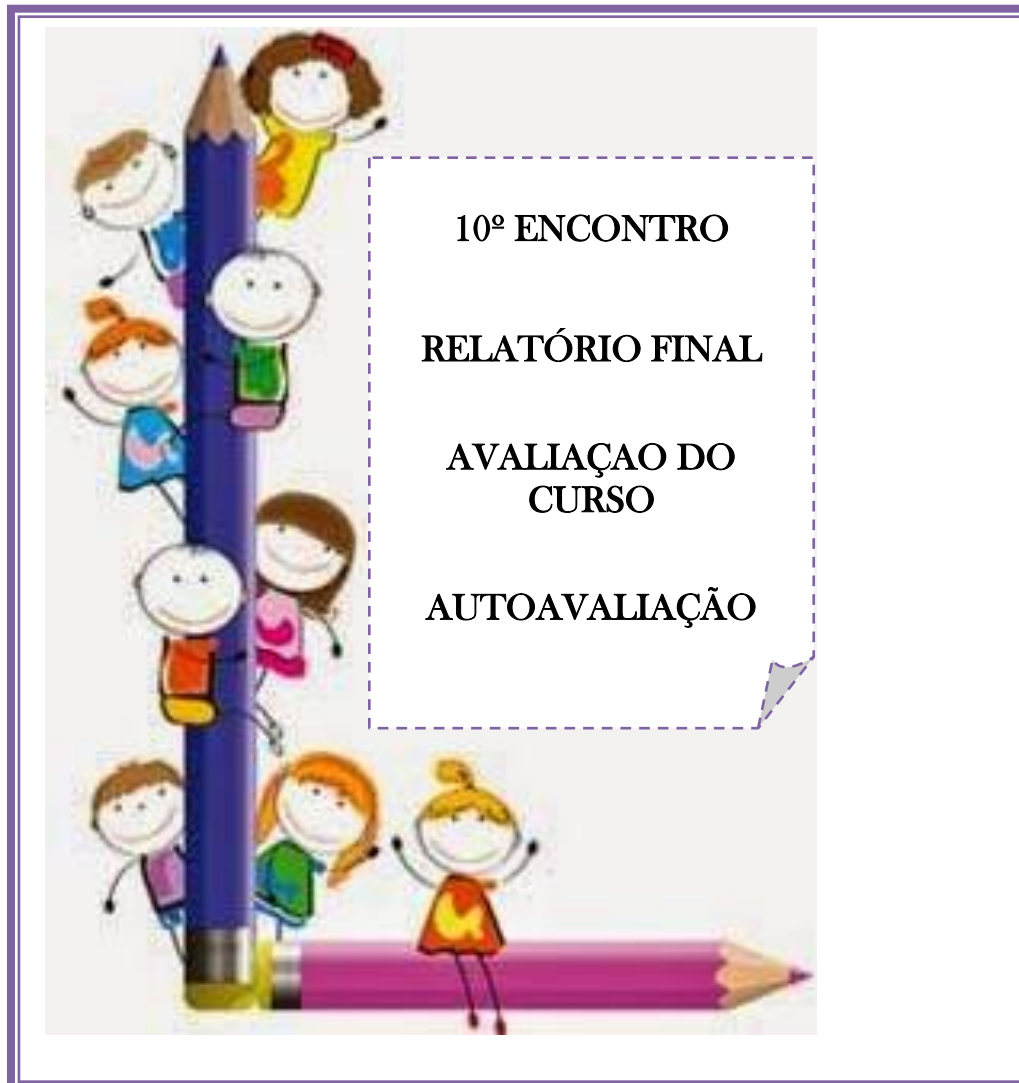 10º ENCONTRO
RELATÓRIO FINAL
AVALIAÇAO DO
CURSO
AUTOAVALIAÇÃO